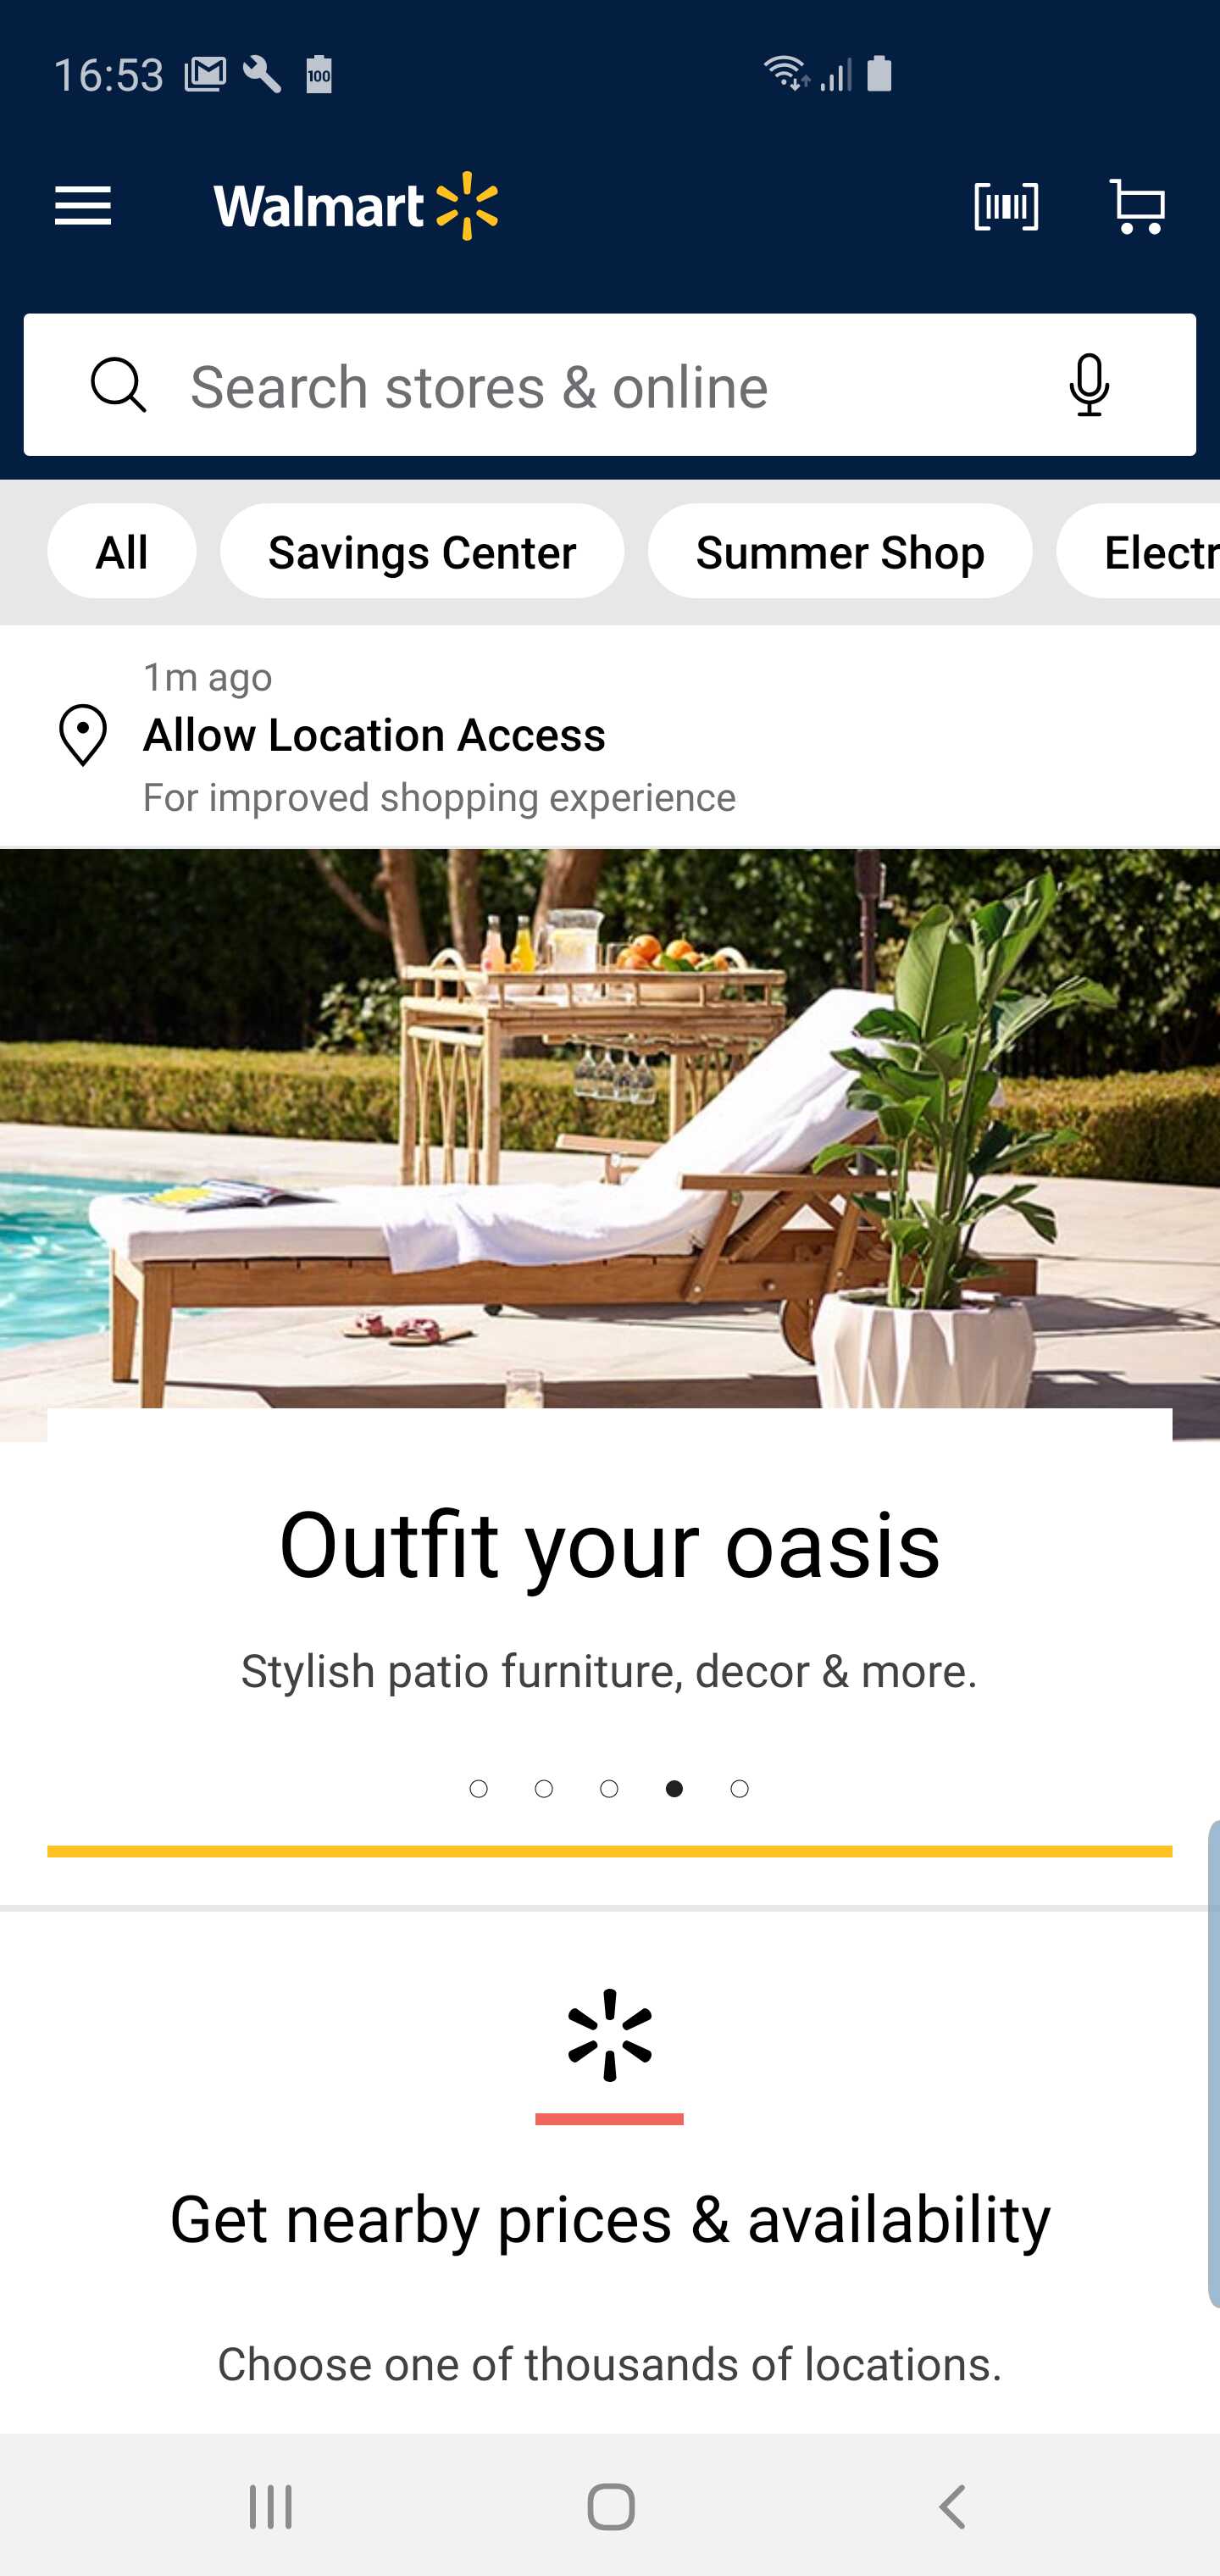 16:53
100
Walmart
Search stores & online
All
Savings Center
Summer Shop
Electr
1m ago
Allow Location Access
For improved shopping experience
Outfit your oasis
Stylish patio furniture, decor & more.
Get nearby prices & availability
Choose one of thousands of locations.